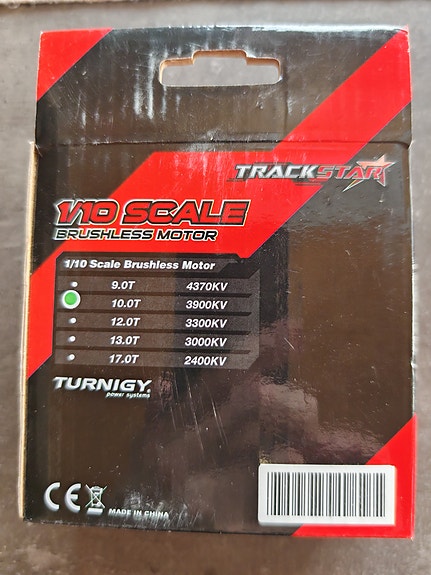 TRACKSTAR
1/10 SCALE
BRUSHLESS MOTOR
1/10 Scale Brushless Motor
9.0T 4370KV
10.0T 3900KV
12.0T 3300KV
13.0T 3000KV
17.0T 2400KV
TURNIGY
power systems
CE MADE IN CHINA